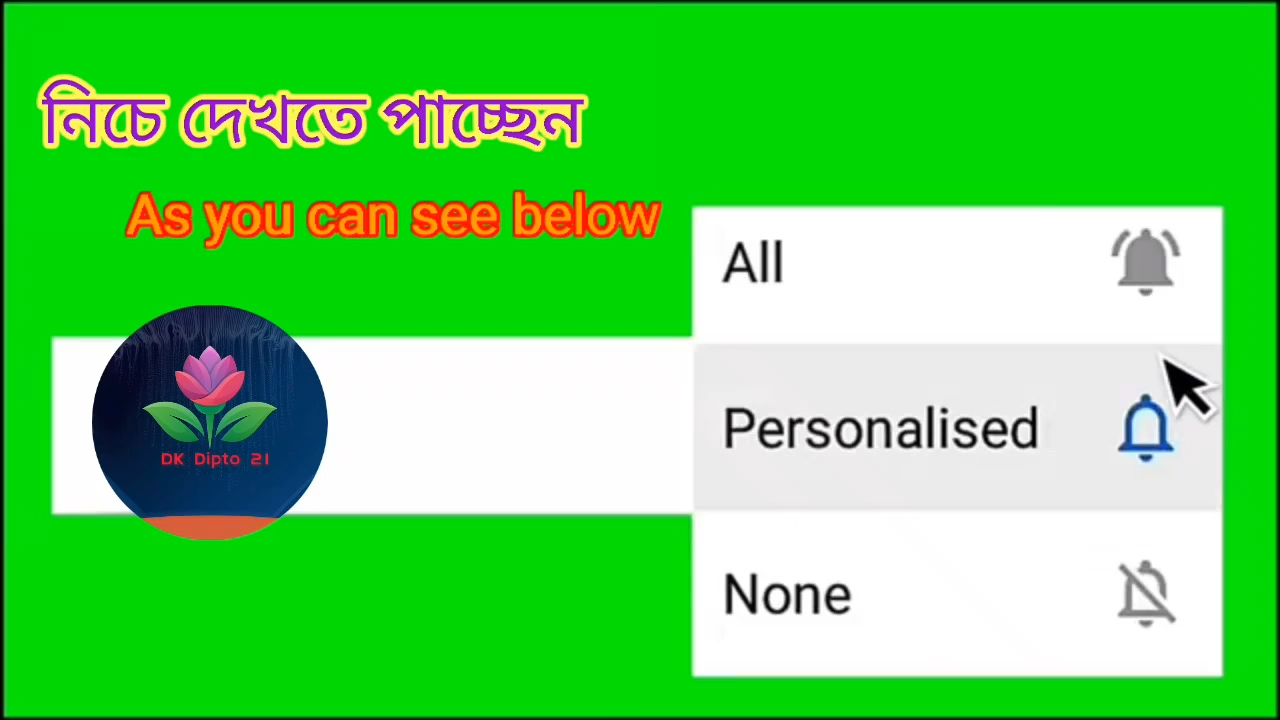 নিচে দেখতে পাচ্ছেন
As you can see below
All
Personalised
DK Dipto 21
None